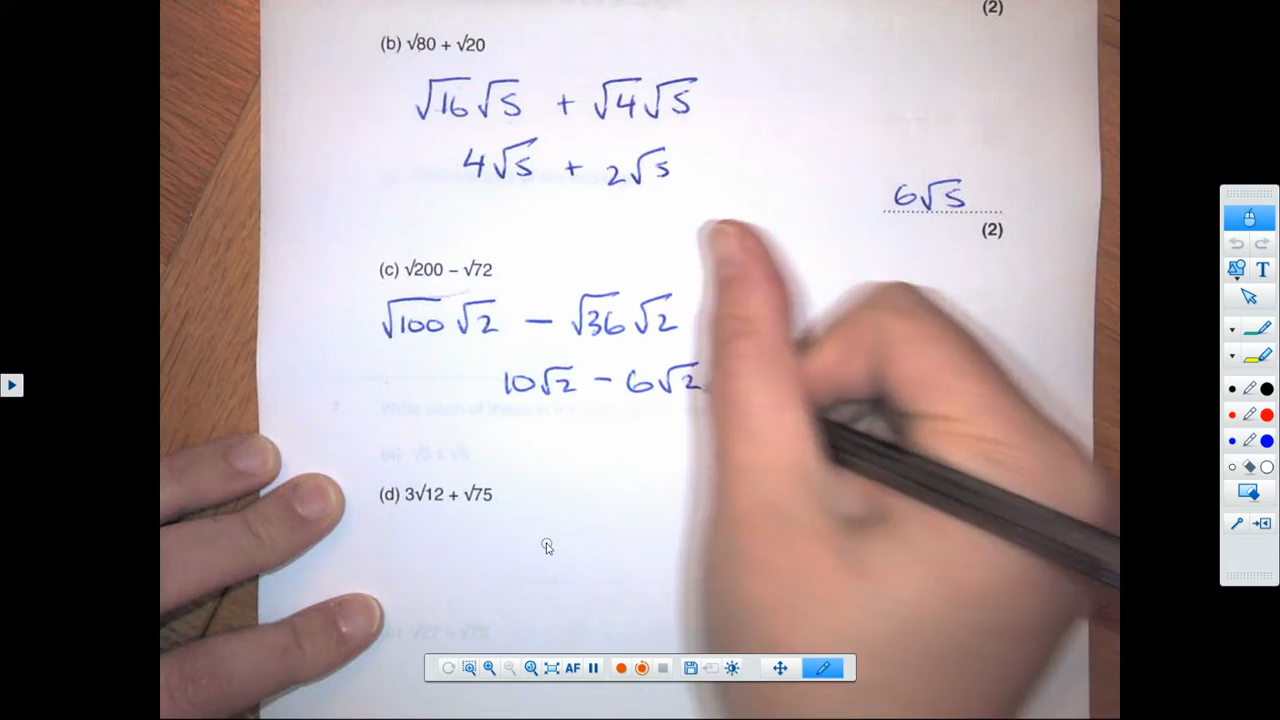 (2)
(b) √80 + √20
√16 √5 + √4 √5
4√5 + 2√5
6√5
(2)
(c) √200 − √72
√100 √2 − √36 √2
10√2 − 6√2
(d) 3√12 + √75
T
AF